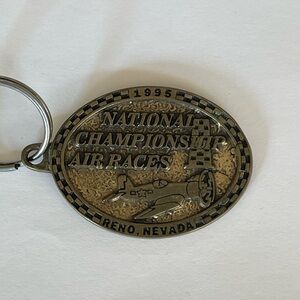 1995
NATIONAL
CHAMPIONSHIP
AIR RACES
RENO, NEVADA